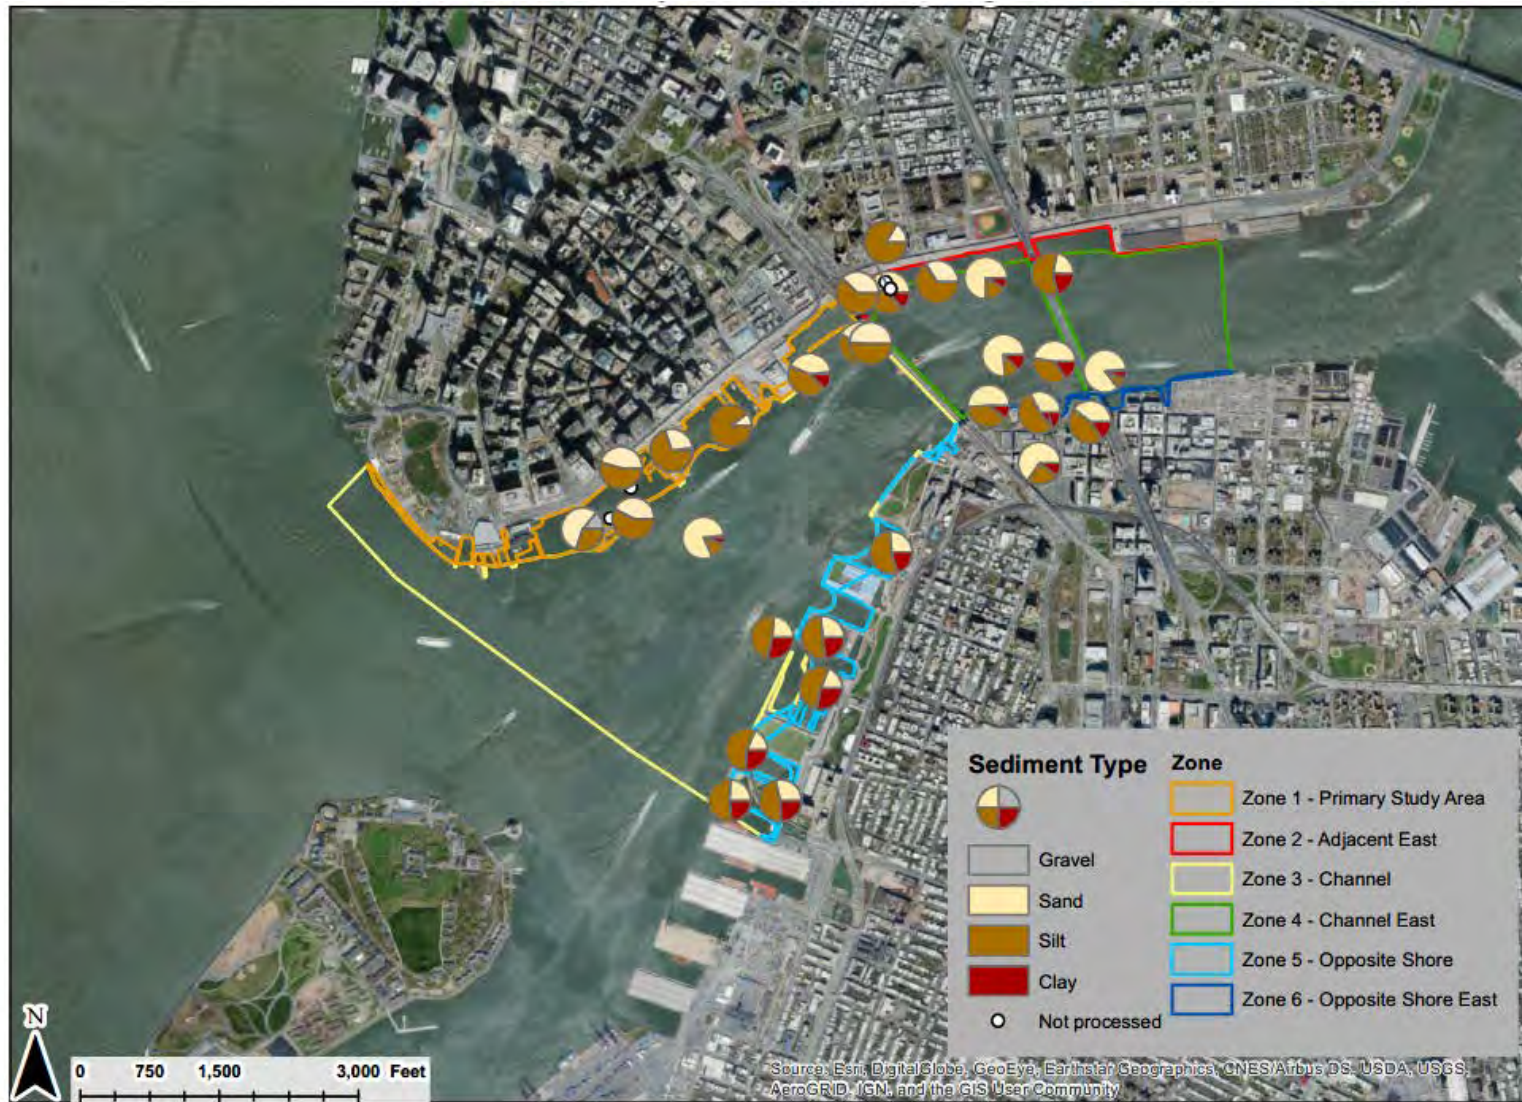 Sediment Type
Gravel
Sand
Silt
Clay
Not processed
Zone
Zone 1 - Primary Study Area
Zone 2 - Adjacent East
Zone 3 - Channel
Zone 4 - Channel East
Zone 5 - Opposite Shore
Zone 6 - Opposite Shore East
N
0 750 1,500 3,000 Feet
Source: Esri, DigitalGlobe, GeoEye, Earthstar Geographics, CNES/Airbus DS, USDA, USGS,
AeroGRID, IGN, and the GIS User Community